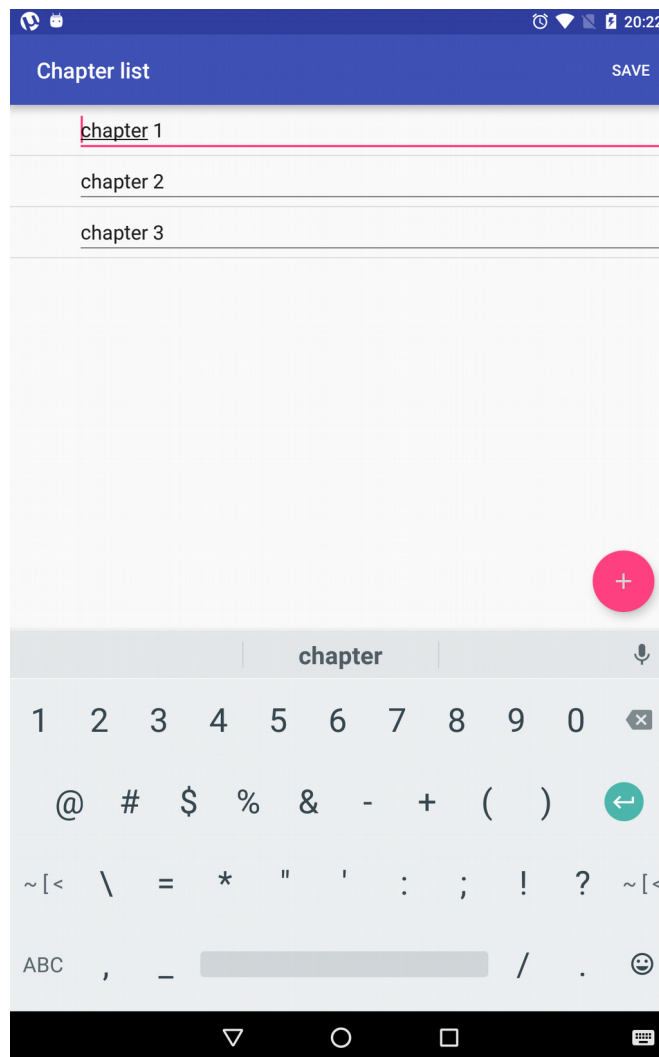 20:22
Chapter list SAVE
chapter 1
chapter 2
chapter 3
+
chapter
1 2 3 4 5 6 7 8 9 0
@ # $ % & - + ( )
~ [ < \ = * " ' : ; ! ? ~ [ <
ABC , _ / .